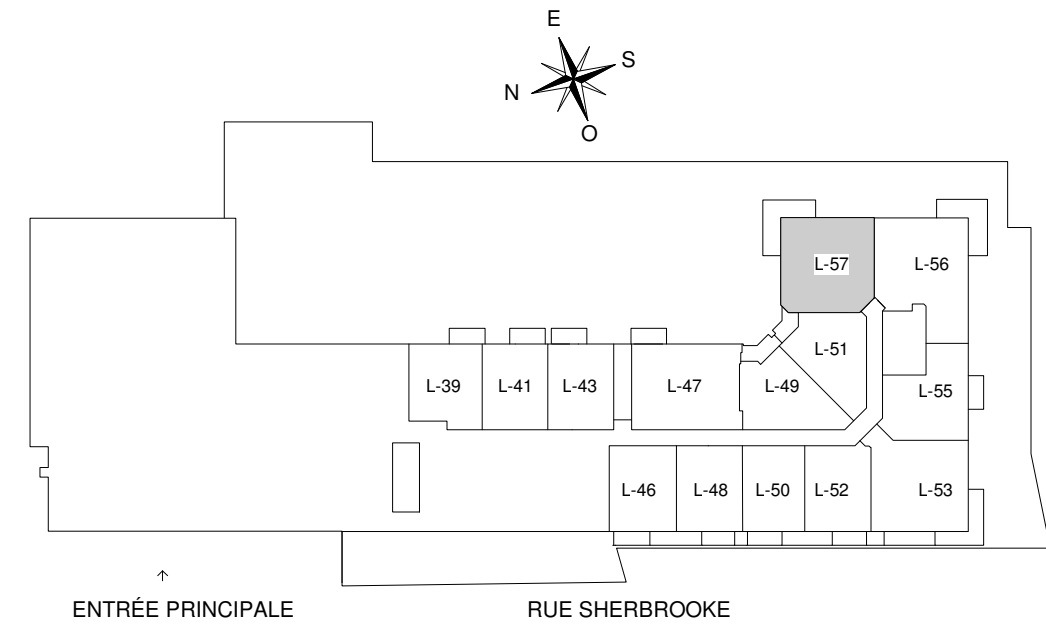 E
S
N
O
L-57
L-56
L-51
L-39
L-41
L-43
L-47
L-49
L-55
L-46
L-48
L-50
L-52
L-53
ENTRÉE PRINCIPALE
RUE SHERBROOKE